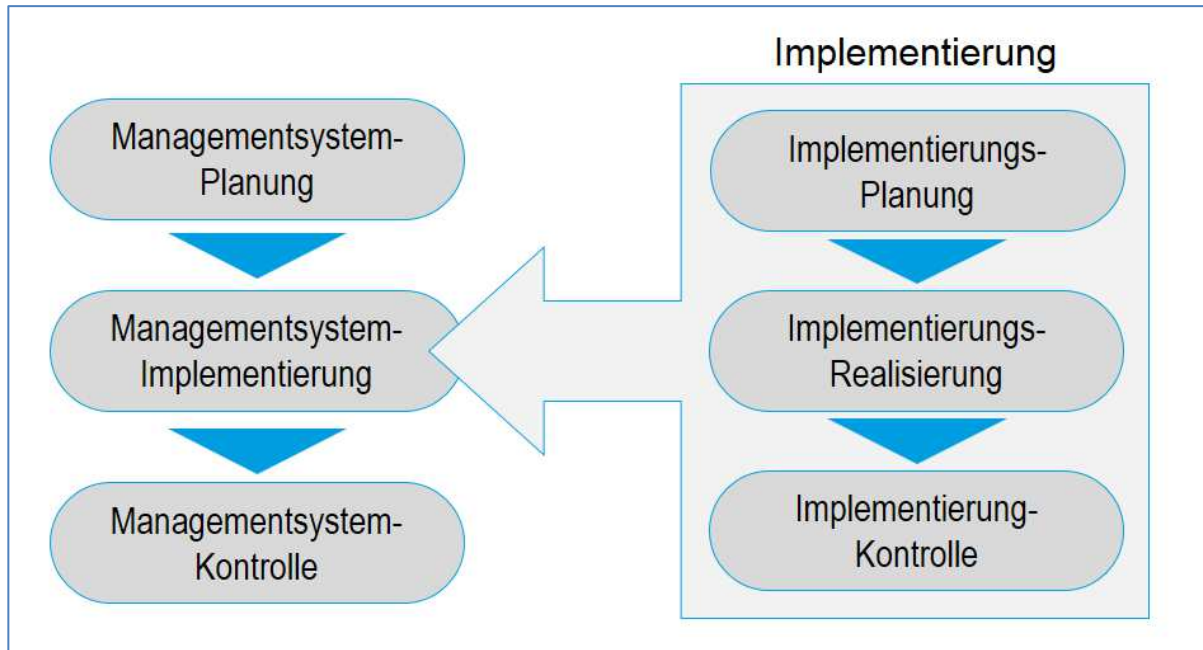 Implementierung
Managementsystem-
Planung
Managementsystem-
Implementierung
Managementsystem-
Kontrolle
Implementierungs-
Planung
Implementierungs-
Realisierung
Implementierung-
Kontrolle